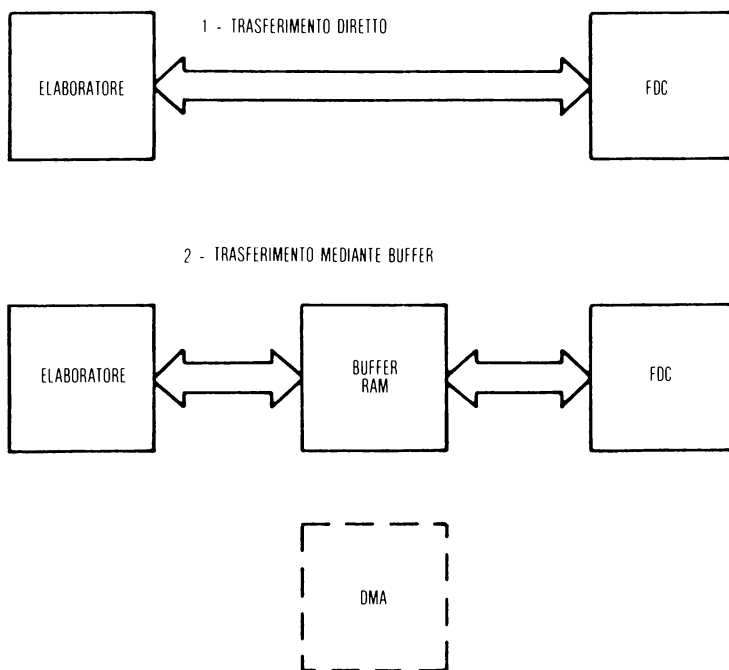 1 - TRASFERIMENTO DIRETTO
ELABORATORE
FDC
2 - TRASFERIMENTO MEDIANTE BUFFER
ELABORATORE
BUFFER
RAM
FDC
DMA